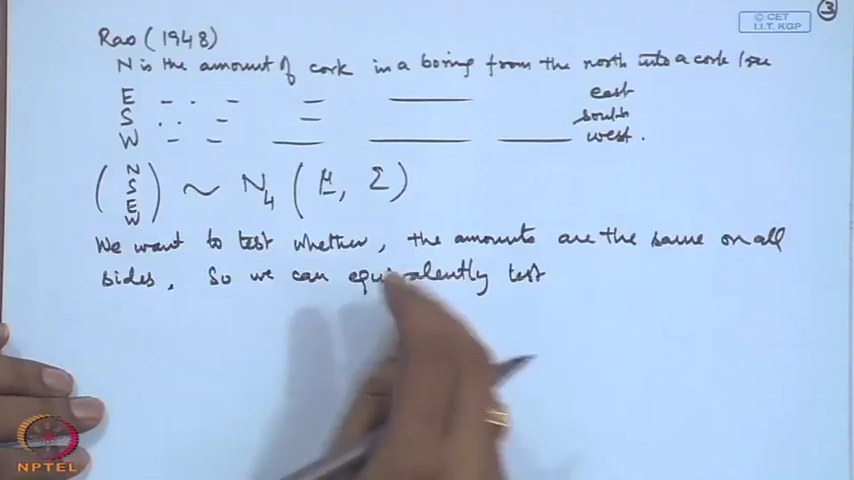 3
© CET
I.I.T. KGP
Rao (1948)
N is the amount of cork in a boring from the north into a cork tree
E — . — — — east
S . . — — south
W — — — — — west.
( N S E W ) ~ N4 ( μ, Σ )
We want to test whether, the amounts are the same on all
sides. So we can equivalently test
NPTEL